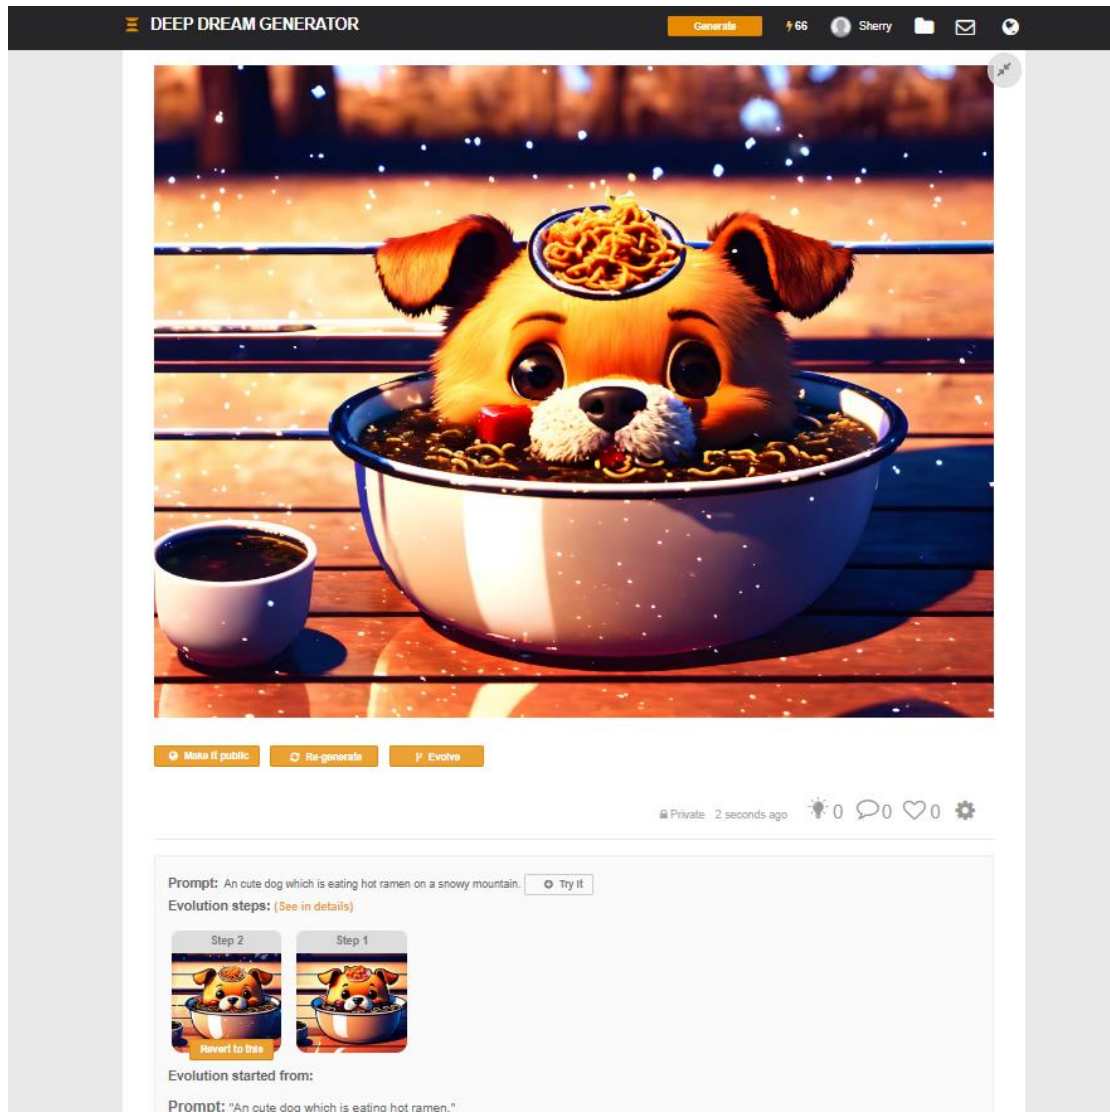 DEEP DREAM GENERATOR
Generate
66
Sherry
Make it public
Re-generate
Evolve
Private 2 seconds ago 0 0 0
Prompt: An cute dog which is eating hot ramen on a snowy mountain. Try It
Evolution steps: (See in details)
Step 2 Step 1
Revert to this
Evolution started from:
Prompt: "An cute dog which is eating hot ramen."